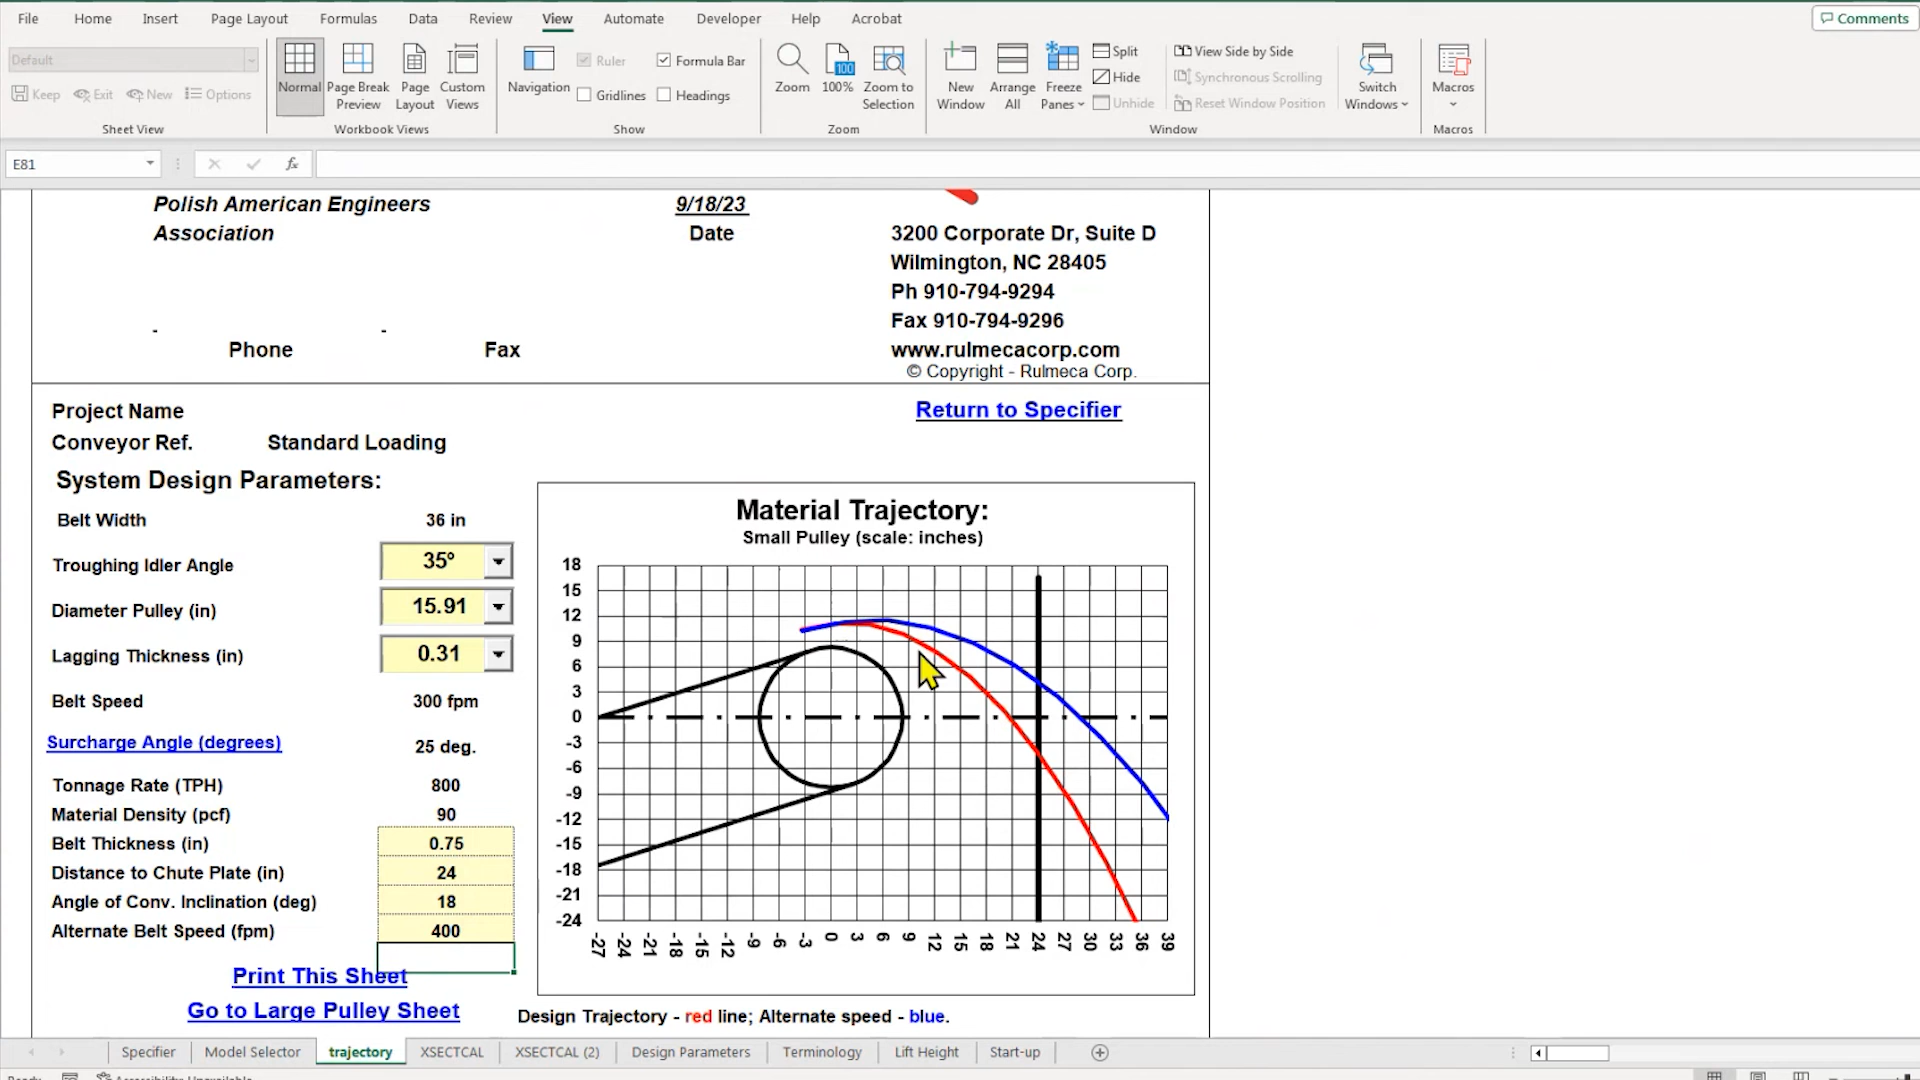 File Home Insert Page Layout Formulas Data Review View Automate Developer Help Acrobat Comments
Default
Keep Exit New Options
Sheet View
Normal Page Break Preview Page Layout Custom Views
Workbook Views
Navigation Ruler Formula Bar
Gridlines Headings
Show
Zoom 100% Zoom to Selection
Zoom
New Window Arrange All Freeze Panes Split Hide Unhide
View Side by Side
Synchronous Scrolling
Reset Window Position
Switch Windows
Window
Macros
Macros
E81 fx
Polish American Engineers
Association
9/18/23
Date
3200 Corporate Dr, Suite D
Wilmington, NC 28405
Ph 910-794-9294
Fax 910-794-9296
www.rulmecacorp.com
© Copyright - Rulmeca Corp.
- -
Phone Fax
Project Name
Return to Specifier
Conveyor Ref. Standard Loading
System Design Parameters:
Belt Width 36 in
Troughing Idler Angle 35º
Diameter Pulley (in) 15.91
Lagging Thickness (in) 0.31
Belt Speed 300 fpm
Surcharge Angle (degrees) 25 deg.
Tonnage Rate (TPH) 800
Material Density (pcf) 90
Belt Thickness (in) 0.75
Distance to Chute Plate (in) 24
Angle of Conv. Inclination (deg) 18
Alternate Belt Speed (fpm) 400
Print This Sheet
Go to Large Pulley Sheet
Material Trajectory:
Small Pulley (scale: inches)
18
15
12
9
6
3
0
-3
-6
-9
-12
-15
-18
-21
-24
-27 -24 -21 -18 -15 -12 -9 -6 -3 0 3 6 9 12 15 18 21 24 27 30 33 36 39
Design Trajectory - red line; Alternate speed - blue.
Specifier Model Selector trajectory XSECTCAL XSECTCAL (2) Design Parameters Terminology Lift Height Start-up